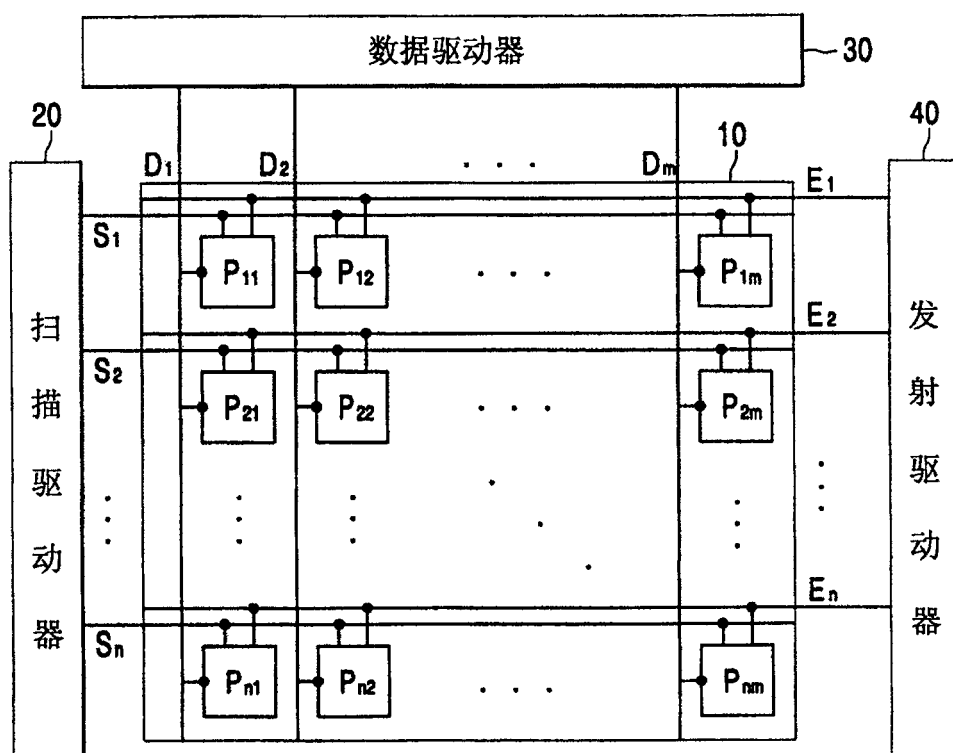 数据驱动器
30
20
40
10
D1 D2 . . . Dm
E1
S1
P11 P12 . . . P1m
E2
S2
P21 P22 . . . P2m
En
Sn
Pn1 Pn2 . . . Pnm
扫描驱动器
发射驱动器